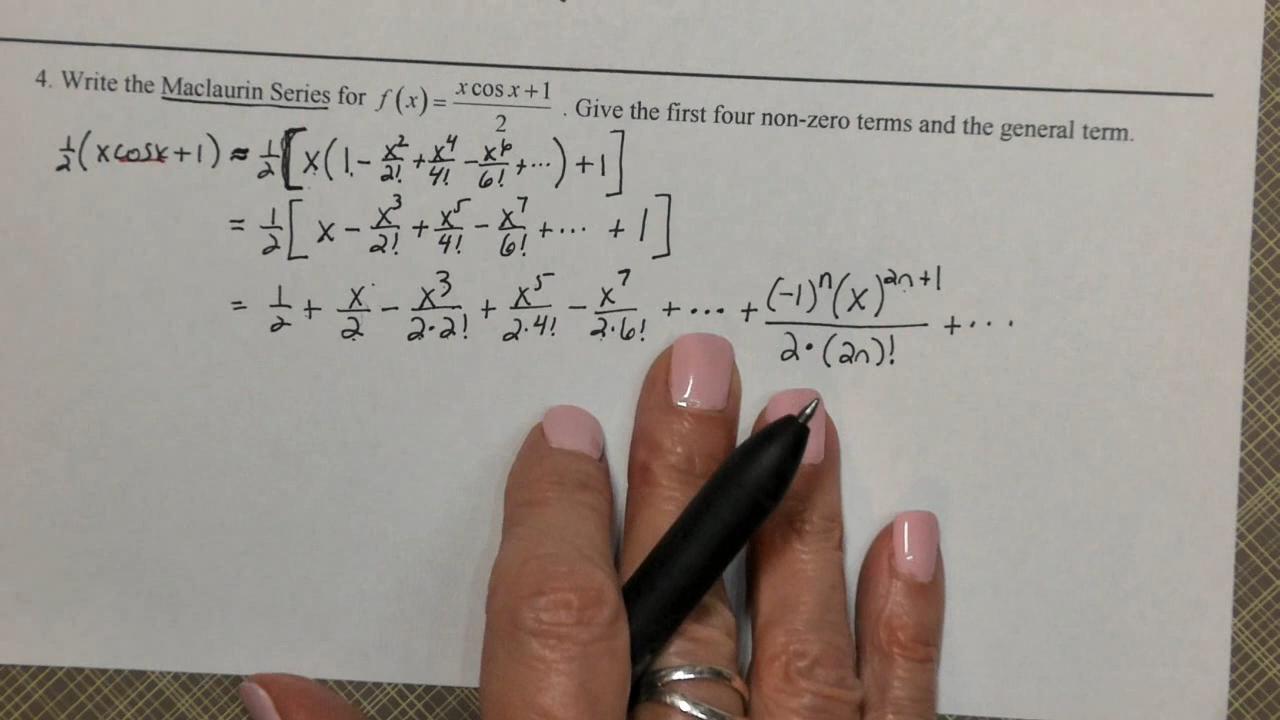 4. Write the Maclaurin Series for f(x) = (x cos x + 1)/2 . Give the first four non-zero terms and the general term.
1/2 (x cosx + 1) ≈ 1/2 [x(1 - x²/2! + x⁴/4! - x⁶/6! + ···) + 1]
= 1/2 [x - x³/2! + x⁵/4! - x⁷/6! + ··· + 1]
= 1/2 + x/2 - x³/(2·2!) + x⁵/(2·4!) - x⁷/(2·6!) + ··· + (-1)ⁿ(x)²ⁿ⁺¹/(2·(2n)!) + ···